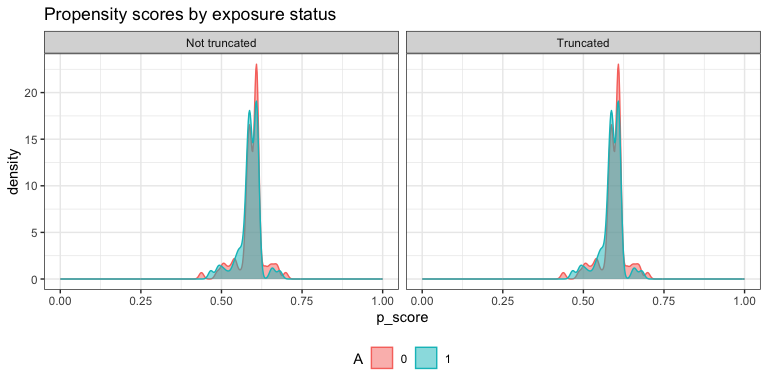 Propensity scores by exposure status
Not truncated
Truncated
density
20
15
10
5
0
0.00 0.25 0.50 0.75 1.00
0.00 0.25 0.50 0.75 1.00
p_score
A 0 1